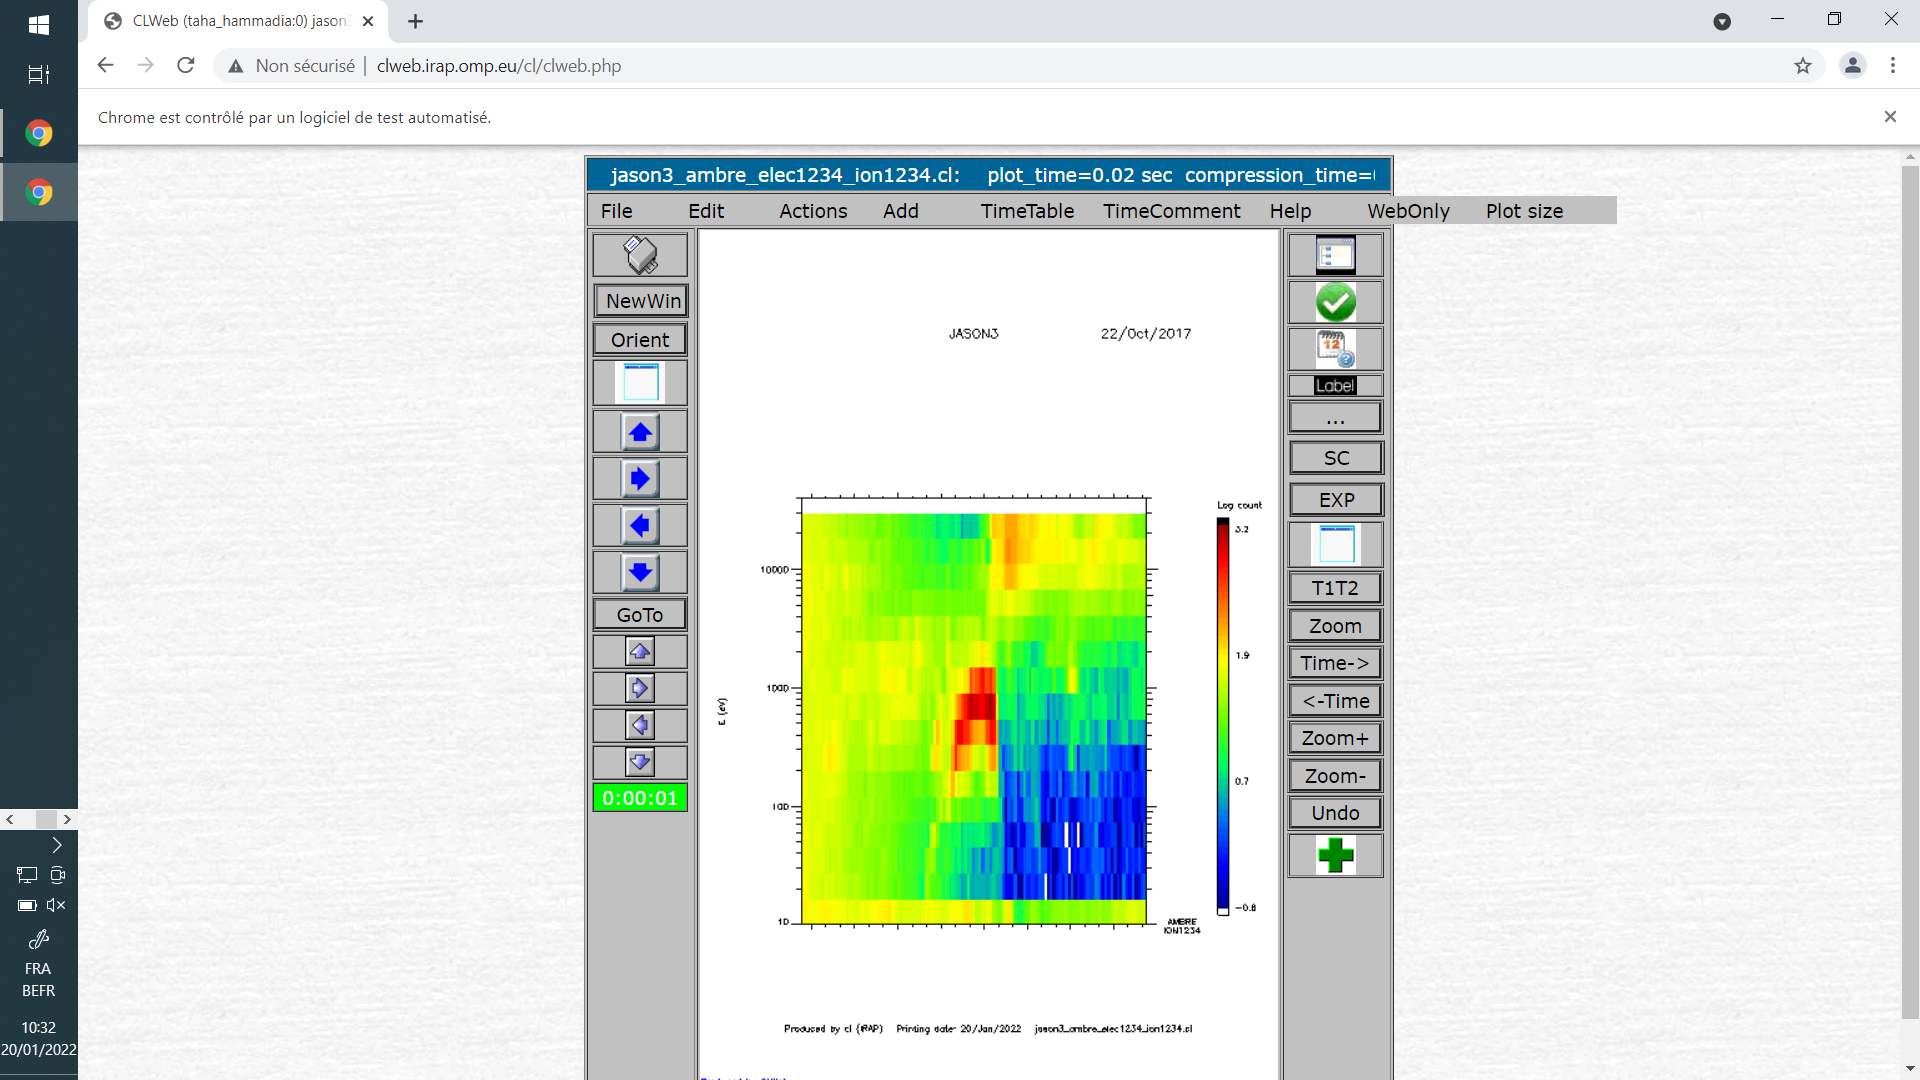 CLWeb (taha_hammadia:0) jason
Non sécurisé | clweb.irap.omp.eu/cl/clweb.php
Chrome est contrôlé par un logiciel de test automatisé.
jason3_ambre_elec1234_ion1234.cl: plot_time=0.02 sec compression_time=
File Edit Actions Add TimeTable TimeComment Help WebOnly Plot size
NewWin
Orient
GoTo
0:00:01
JASON3 22/Oct/2017
Log count
3.2
1.9
0.7
-0.6
10000
1000
100
10
E (eV)
AMBRE
ION1234
Produced by cl (IRAP) Printing date: 20/Jan/2022 jason3_ambre_elec1234_ion1234.cl
12
Label
...
SC
EXP
T1T2
Zoom
Time->
<-Time
Zoom+
Zoom-
Undo
FRA
BEFR
10:32
20/01/2022